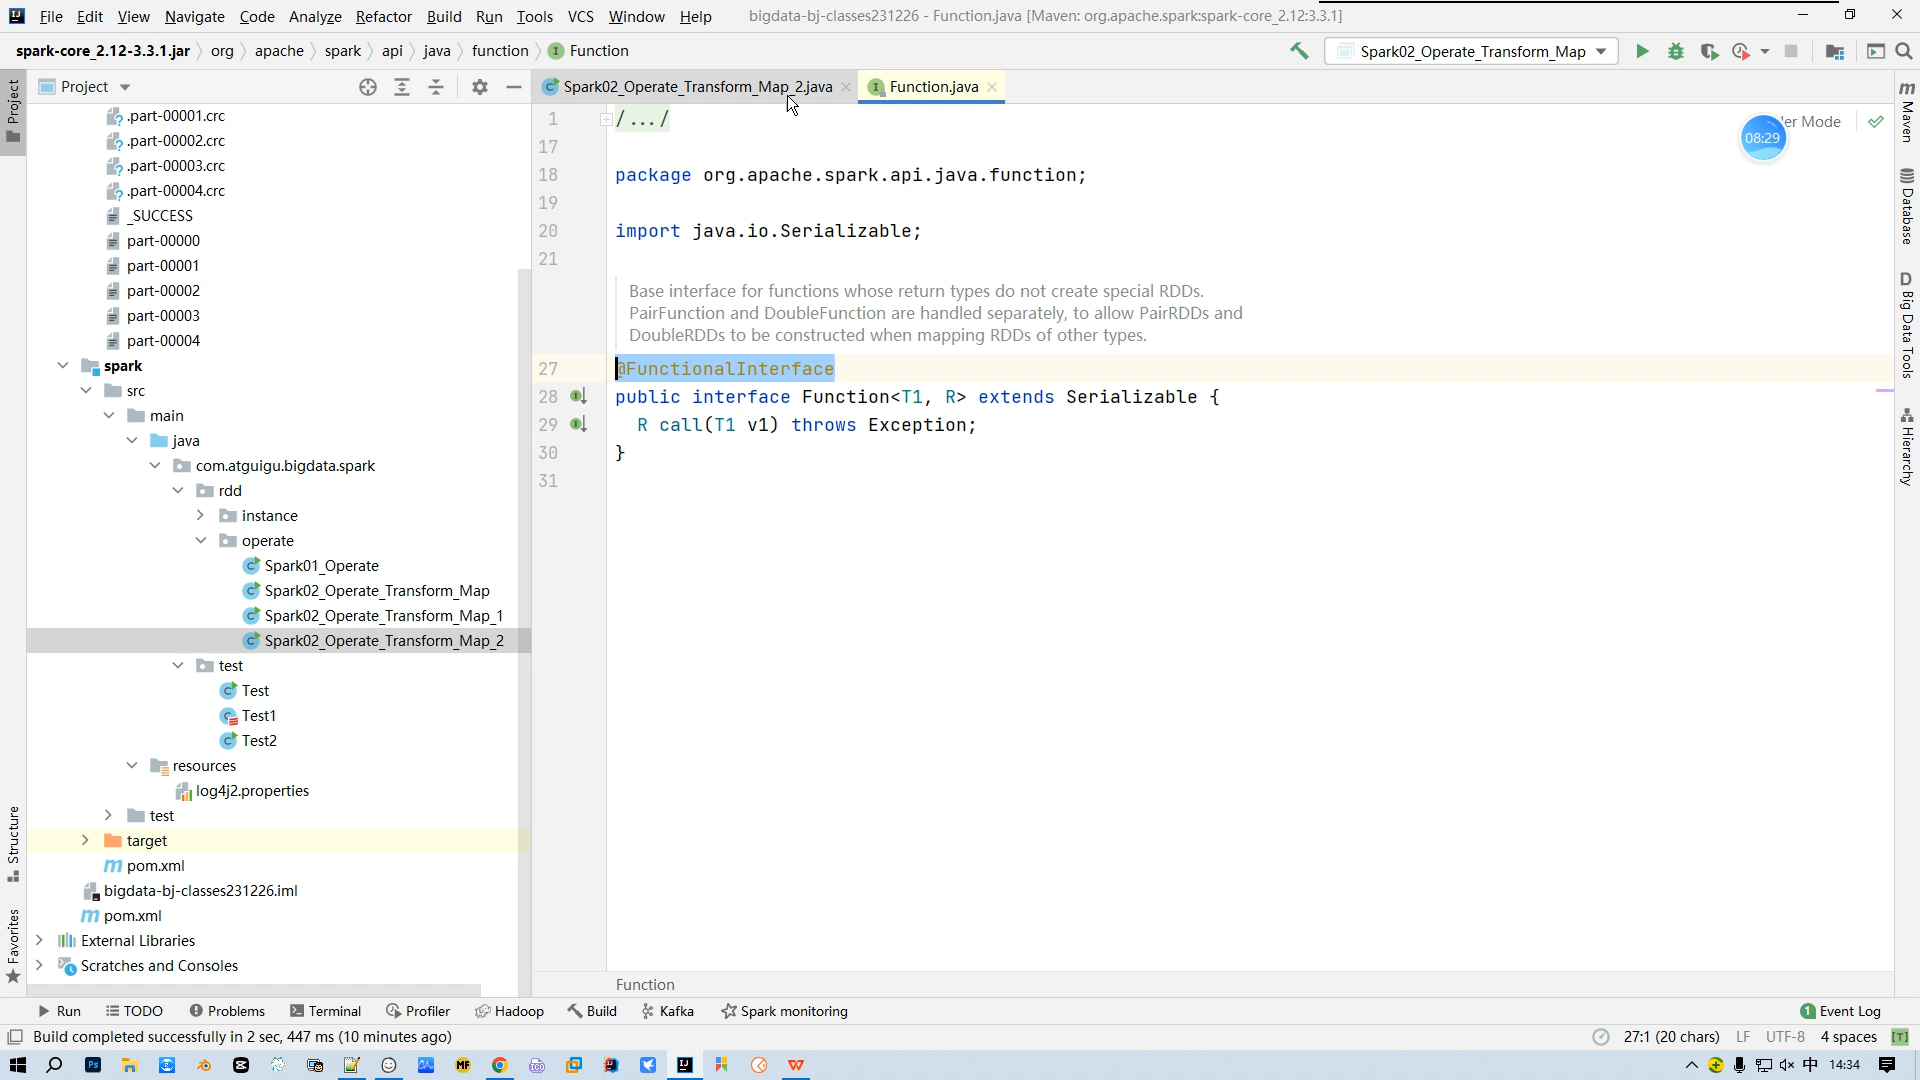 File Edit View Navigate Code Analyze Refactor Build Run Tools VCS Window Help bigdata-bj-classes231226 - Function.java [Maven: org.apache.spark:spark-core_2.12:3.3.1]
spark-core_2.12-3.3.1.jar org apache spark api java function Function Spark02_Operate_Transform_Map
Project Spark02_Operate_Transform_Map_2.java Function.java
.part-00001.crc
.part-00002.crc
.part-00003.crc
.part-00004.crc
_SUCCESS
part-00000
part-00001
part-00002
part-00003
part-00004
spark
src
main
java
com.atguigu.bigdata.spark
rdd
instance
operate
Spark01_Operate
Spark02_Operate_Transform_Map
Spark02_Operate_Transform_Map_1
Spark02_Operate_Transform_Map_2
test
Test
Test1
Test2
resources
log4j2.properties
test
target
pom.xml
bigdata-bj-classes231226.iml
pom.xml
External Libraries
Scratches and Consoles
1 /.../
17
18 package org.apache.spark.api.java.function;
19
20 import java.io.Serializable;
21
Base interface for functions whose return types do not create special RDDs.
PairFunction and DoubleFunction are handled separately, to allow PairRDDs and
DoubleRDDs to be constructed when mapping RDDs of other types.
27 @FunctionalInterface
28 public interface Function<T1, R> extends Serializable {
29 R call(T1 v1) throws Exception;
30 }
31
08:29
Mode
Function
Project
Structure
Favorites
Maven
Database
Big Data Tools
Hierarchy
Run TODO Problems Terminal Profiler Hadoop Build Kafka Spark monitoring 1 Event Log
Build completed successfully in 2 sec, 447 ms (10 minutes ago) 27:1 (20 chars) LF UTF-8 4 spaces
中 14:34